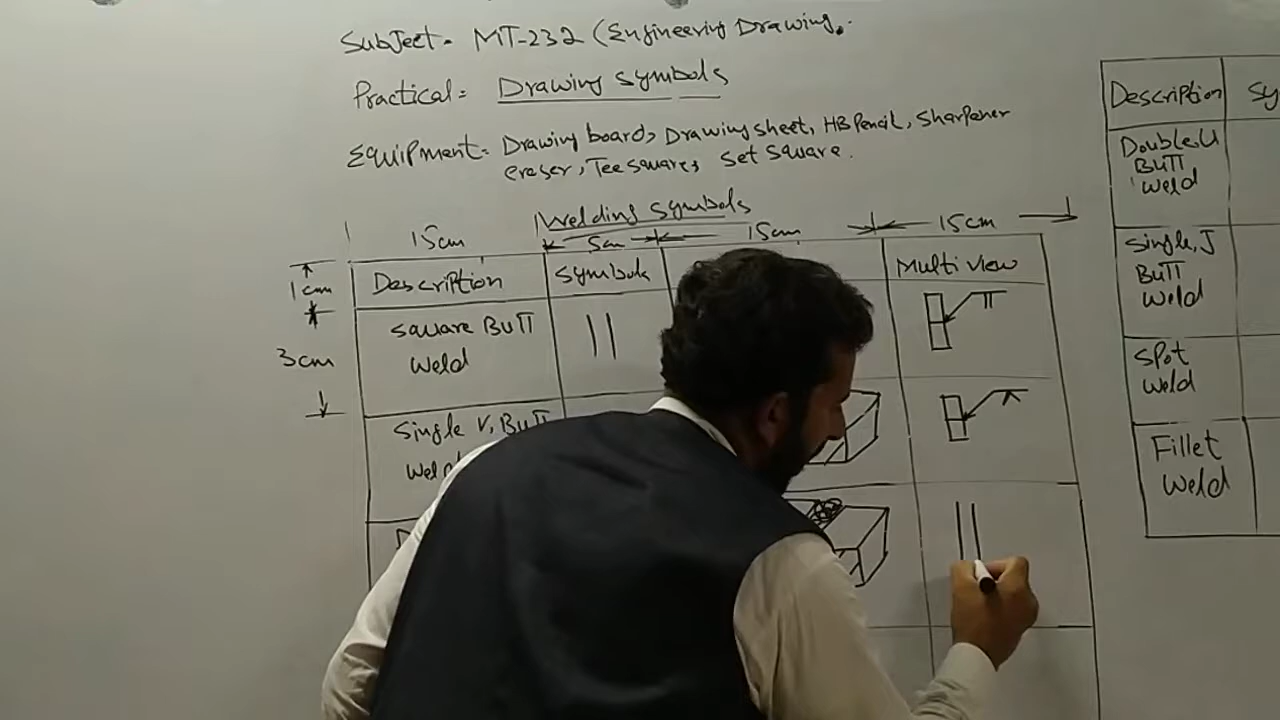 Subject = MT-232 (Engineering Drawing.
Practical = Drawing symbols
Equipment = Drawing board, Drawing sheet, HB Pencil, Sharpener
eraser, Tee square, Set square.
Welding symbols
15cm
5cm
15cm
15cm
1cm
3cm
Description
Symbols
Multi view
Square Butt
Weld
Single V, Butt
Weld
Description
Sy
Double.U
Butt
Weld
Single, J
Butt
Weld
Spot
Weld
Fillet
Weld